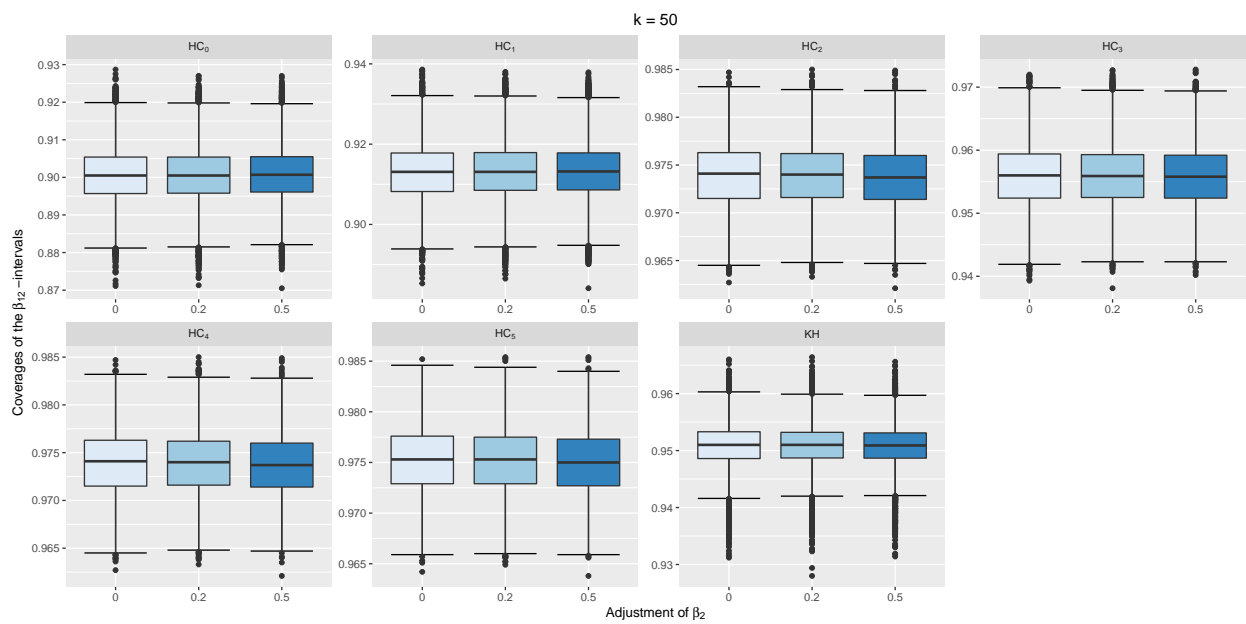 k = 50
HC₀
HC₁
HC₂
HC₃
0.93
0.92
0.91
0.90
0.89
0.88
0.87
0.94
0.92
0.90
0.985
0.980
0.975
0.970
0.965
0.97
0.96
0.95
0.94
0 0.2 0.5
0 0.2 0.5
0 0.2 0.5
0 0.2 0.5
Coverages of the β₁₂ −intervals
HC₄
HC₅
KH
0.985
0.980
0.975
0.970
0.965
0.985
0.980
0.975
0.970
0.965
0.96
0.95
0.94
0.93
0 0.2 0.5
0 0.2 0.5
0 0.2 0.5
Adjustment of β₂